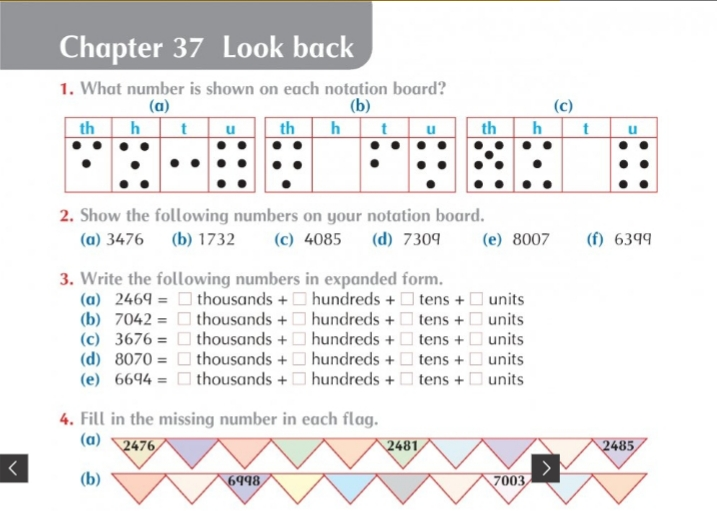 Chapter 37 Look back
1. What number is shown on each notation board?
(a) (b) (c)
th h t u th h t u th h t u
2. Show the following numbers on your notation board.
(a) 3476 (b) 1732 (c) 4085 (d) 7309 (e) 8007 (f) 6399
3. Write the following numbers in expanded form.
(a) 2469 = □ thousands + □ hundreds + □ tens + □ units
(b) 7042 = □ thousands + □ hundreds + □ tens + □ units
(c) 3676 = □ thousands + □ hundreds + □ tens + □ units
(d) 8070 = □ thousands + □ hundreds + □ tens + □ units
(e) 6694 = □ thousands + □ hundreds + □ tens + □ units
4. Fill in the missing number in each flag.
(a) 2476 2481 2485
(b) 6998 7003